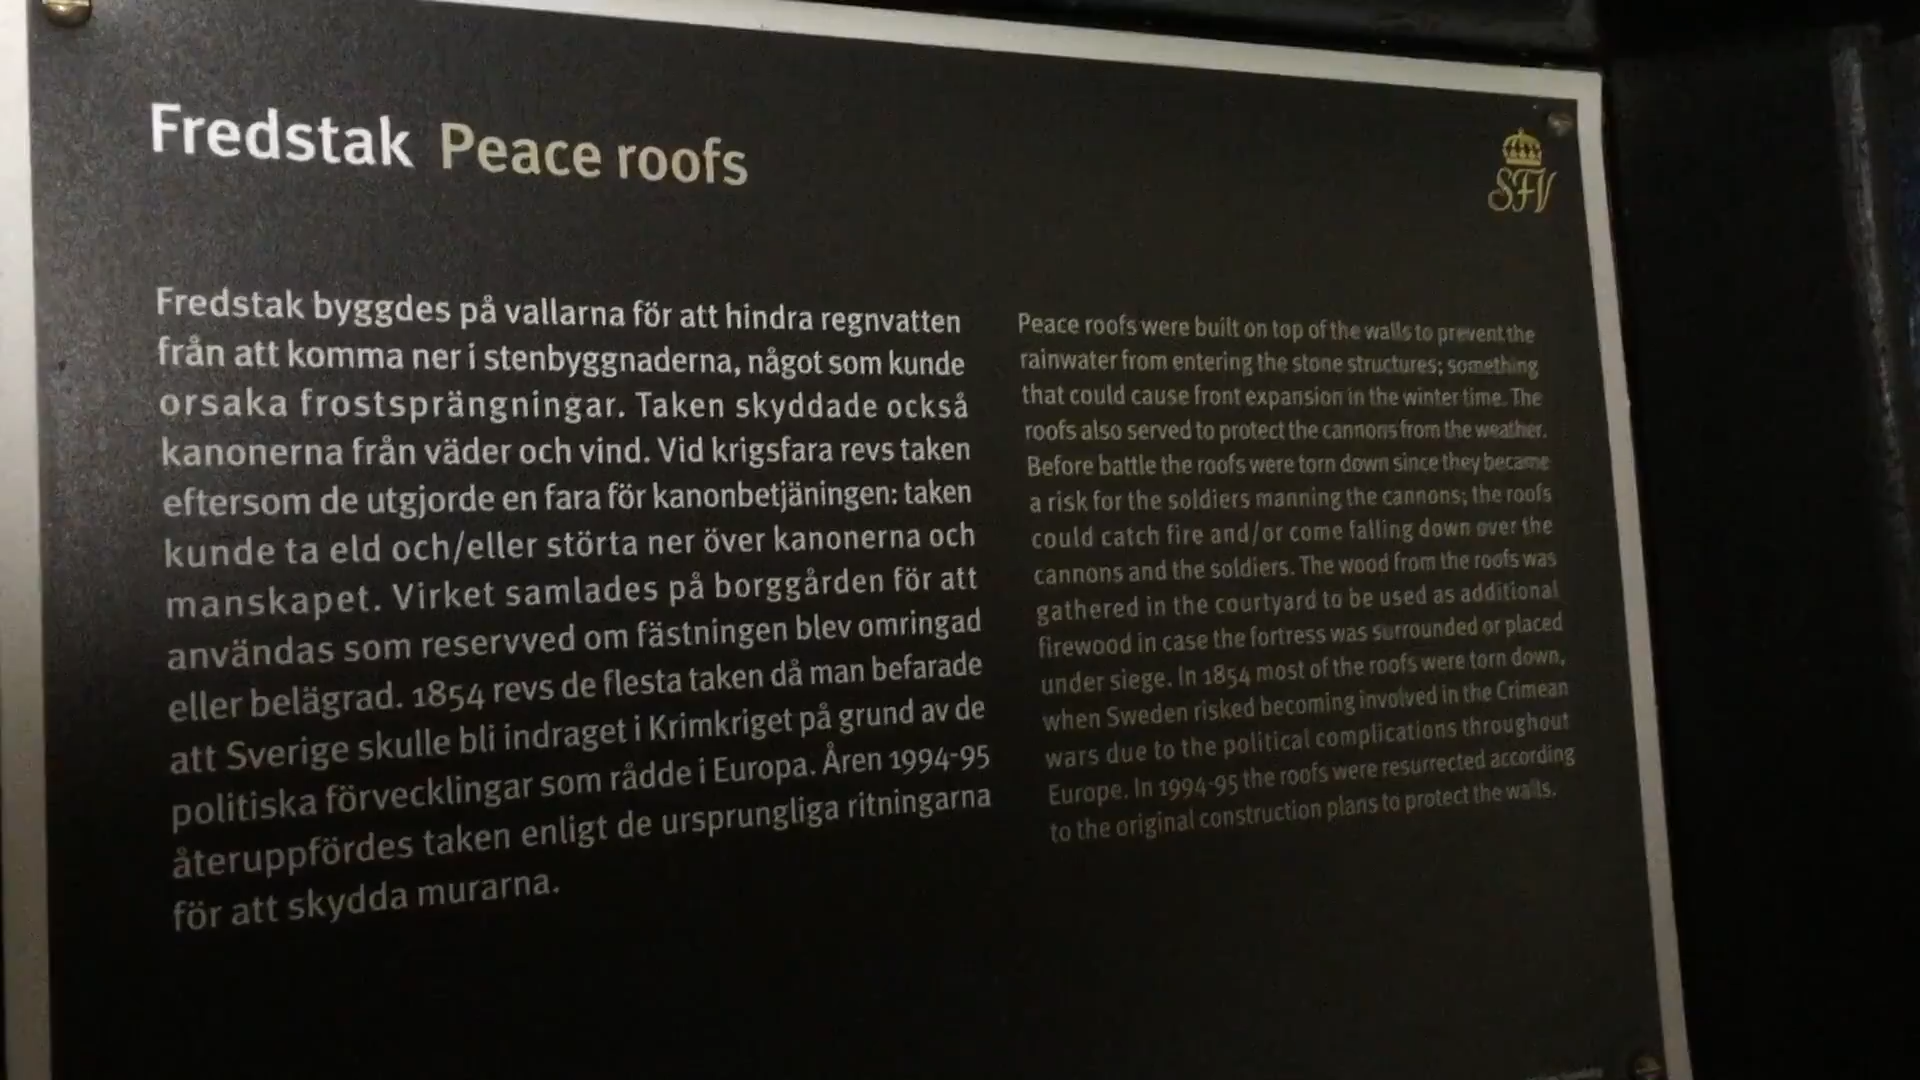 Fredstak Peace roofs
SFV
Fredstak byggdes på vallarna för att hindra regnvatten
från att komma ner i stenbyggnaderna, något som kunde
orsaka frostsprängningar. Taken skyddade också
kanonerna från väder och vind. Vid krigsfara revs taken
eftersom de utgjorde en fara för kanonbetjäningen: taken
kunde ta eld och/eller störta ner över kanonerna och
manskapet. Virket samlades på borggården för att
användas som reservved om fästningen blev omringad
eller belägrad. 1854 revs de flesta taken då man befarade
att Sverige skulle bli indraget i Krimkriget på grund av de
politiska förvecklingar som rådde i Europa. Åren 1994-95
återuppfördes taken enligt de ursprungliga ritningarna
för att skydda murarna.
Peace roofs were built on top of the walls to prevent the
rainwater from entering the stone structures; something
that could cause front expansion in the winter time. The
roofs also served to protect the cannons from the weather.
Before battle the roofs were torn down since they became
a risk for the soldiers manning the cannons; the roofs
could catch fire and/or come falling down over the
cannons and the soldiers. The wood from the roofs was
gathered in the courtyard to be used as additional
firewood in case the fortress was surrounded or placed
under siege. In 1854 most of the roofs were torn down,
when Sweden risked becoming involved in the Crimean
wars due to the political complications throughout
Europe. In 1994-95 the roofs were resurrected according
to the original construction plans to protect the walls.